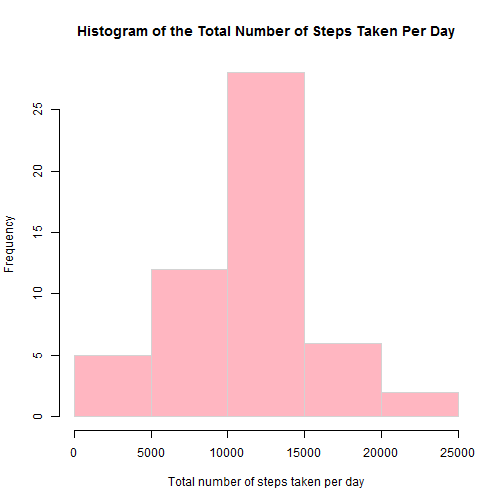 Histogram of the Total Number of Steps Taken Per Day
Frequency
25
20
15
10
5
0
0 5000 10000 15000 20000 25000
Total number of steps taken per day